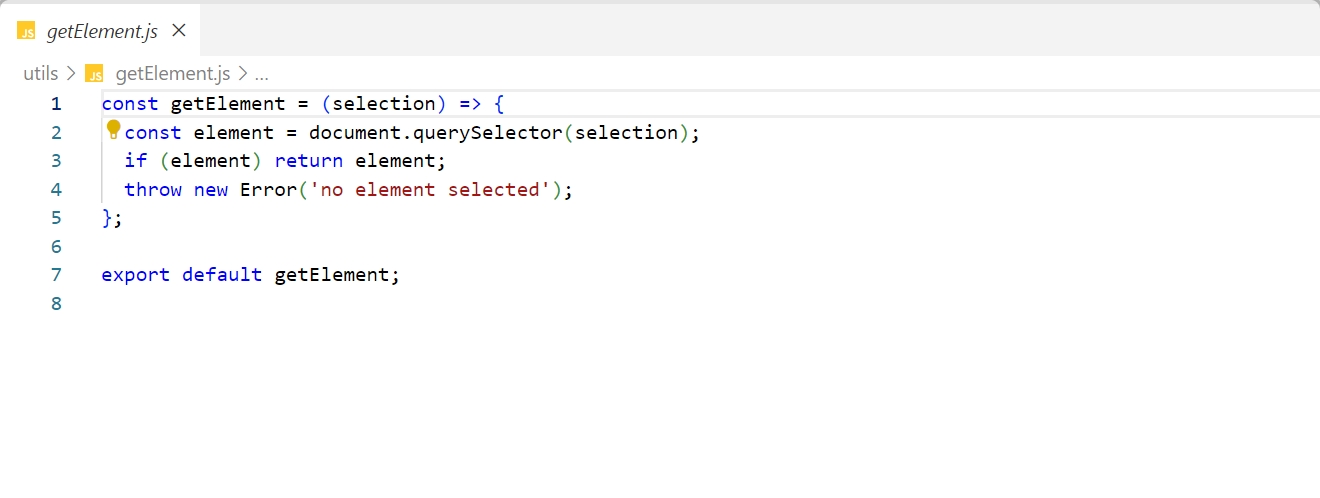 JS getElement.js
utils > JS getElement.js > ...
1 const getElement = (selection) => {
2   const element = document.querySelector(selection);
3   if (element) return element;
4   throw new Error('no element selected');
5 };
6
7 export default getElement;
8